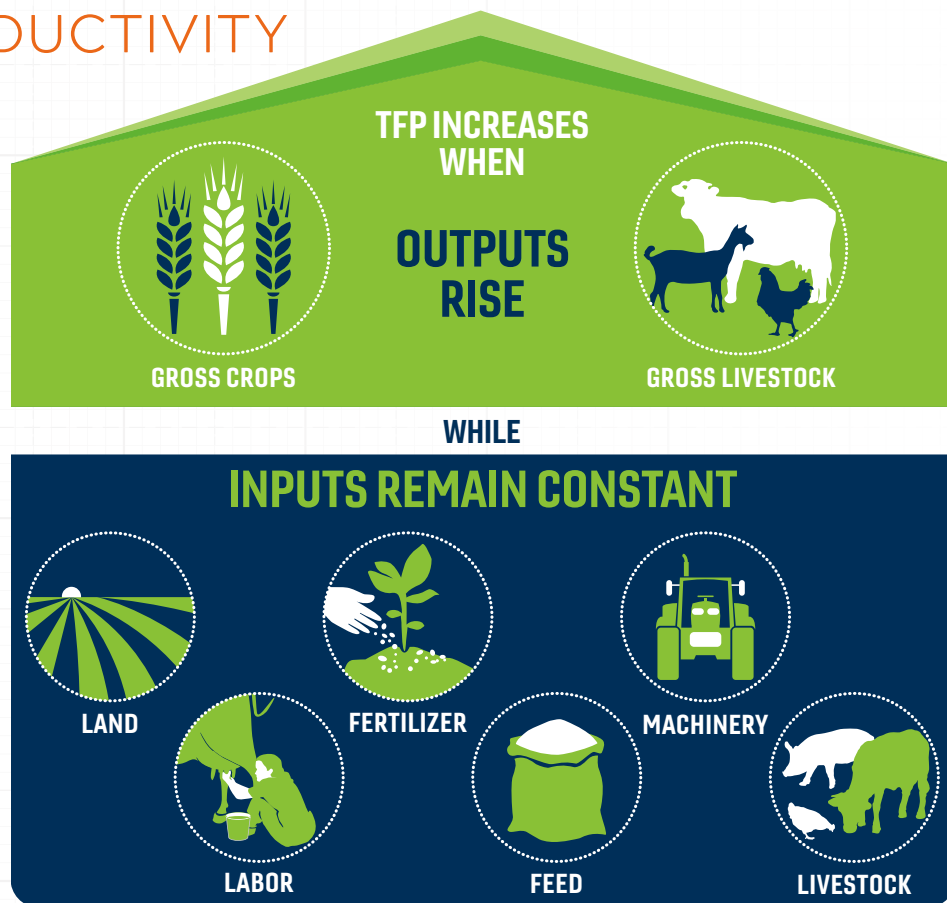 DUCTIVITY
TFP INCREASES
WHEN
OUTPUTS
RISE
GROSS CROPS
GROSS LIVESTOCK
WHILE
INPUTS REMAIN CONSTANT
LAND
FERTILIZER
MACHINERY
LABOR
FEED
LIVESTOCK